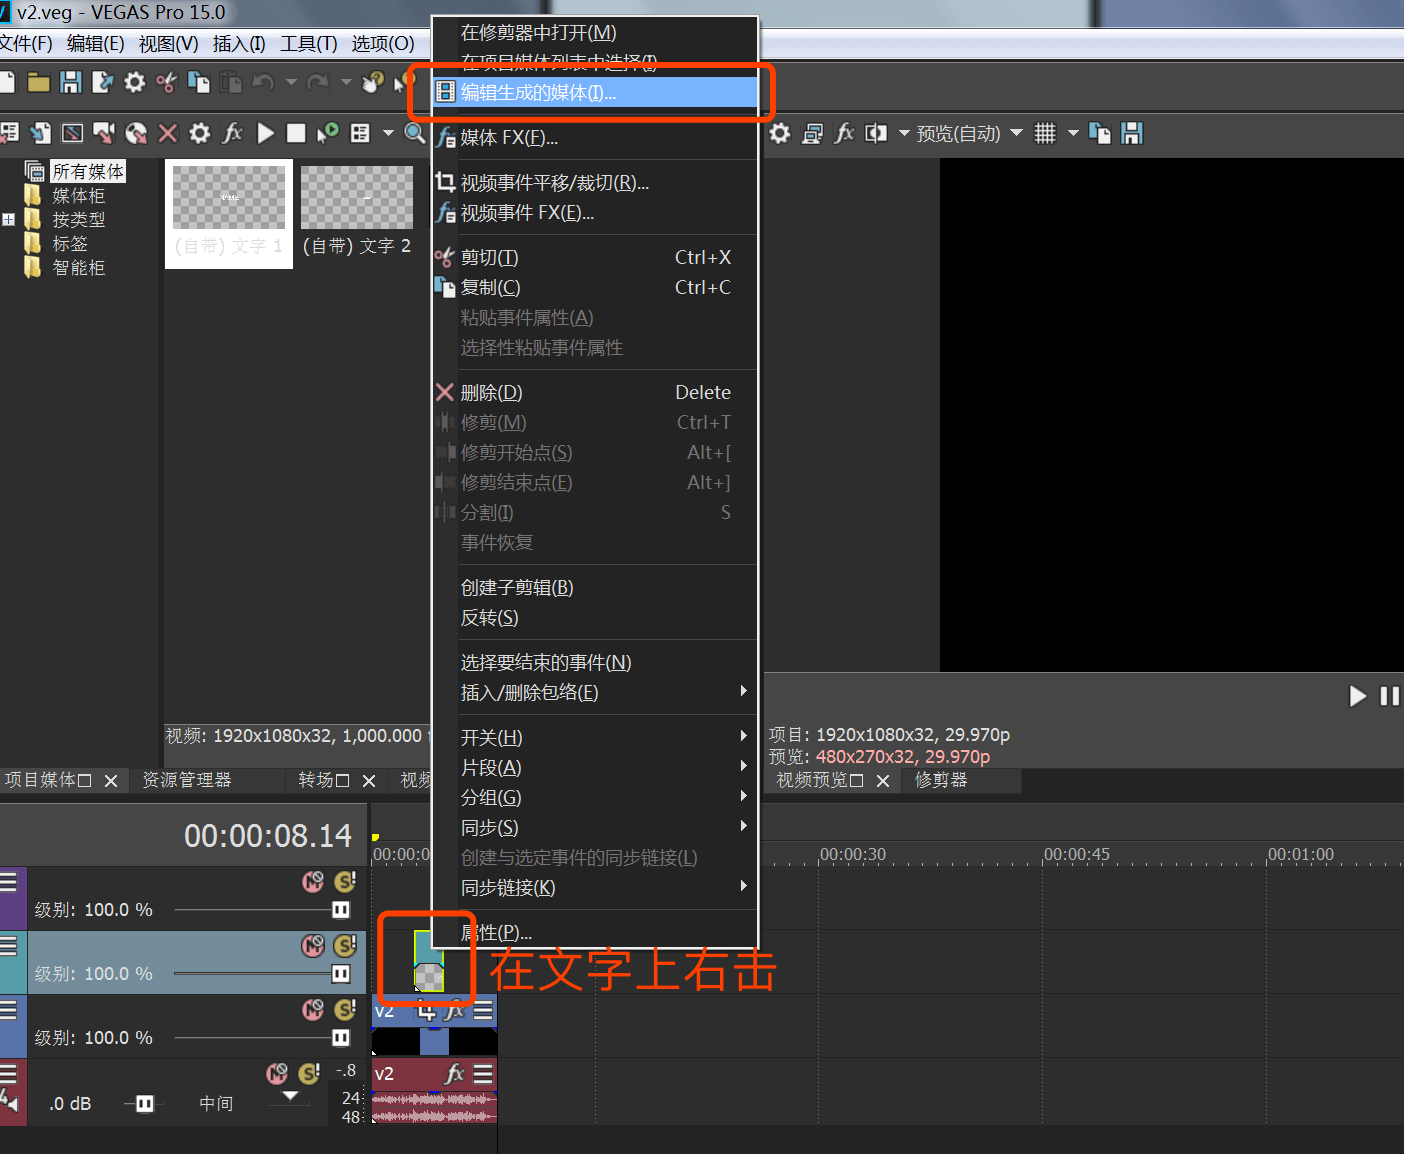 v2.veg - VEGAS Pro 15.0
文件(F) 编辑(E) 视图(V) 插入(I) 工具(T) 选项(O)
在修剪器中打开(M)
在项目媒体列表中选择(I)
编辑生成的媒体(I)...
媒体 FX(F)...
视频事件平移/裁切(R)...
视频事件 FX(E)...
剪切(T) Ctrl+X
复制(C) Ctrl+C
粘贴事件属性(A)
选择性粘贴事件属性
删除(D) Delete
修剪(M) Ctrl+T
修剪开始点(S) Alt+[
修剪结束点(E) Alt+]
分割(I) S
事件恢复
创建子剪辑(B)
反转(S)
选择要结束的事件(N)
插入/删除包络(E)
开关(H)
片段(A)
分组(G)
同步(S)
创建与选定事件的同步链接(L)
同步链接(K)
属性(P)...
预览(自动)
所有媒体
媒体柜
按类型
标签
智能柜
(自带) 文字 1
(自带) 文字 2
视频: 1920x1080x32, 1,000.000
项目: 1920x1080x32, 29.970p
预览: 480x270x32, 29.970p
项目媒体 资源管理器 转场 视频
视频预览 修剪器
00:00:08.14
00:00:0
00:00:30
00:00:45
00:01:00
级别: 100.0 %
级别: 100.0 %
在文字上右击
v2
级别: 100.0 %
v2
-.8
4
.0 dB
中间
24
48